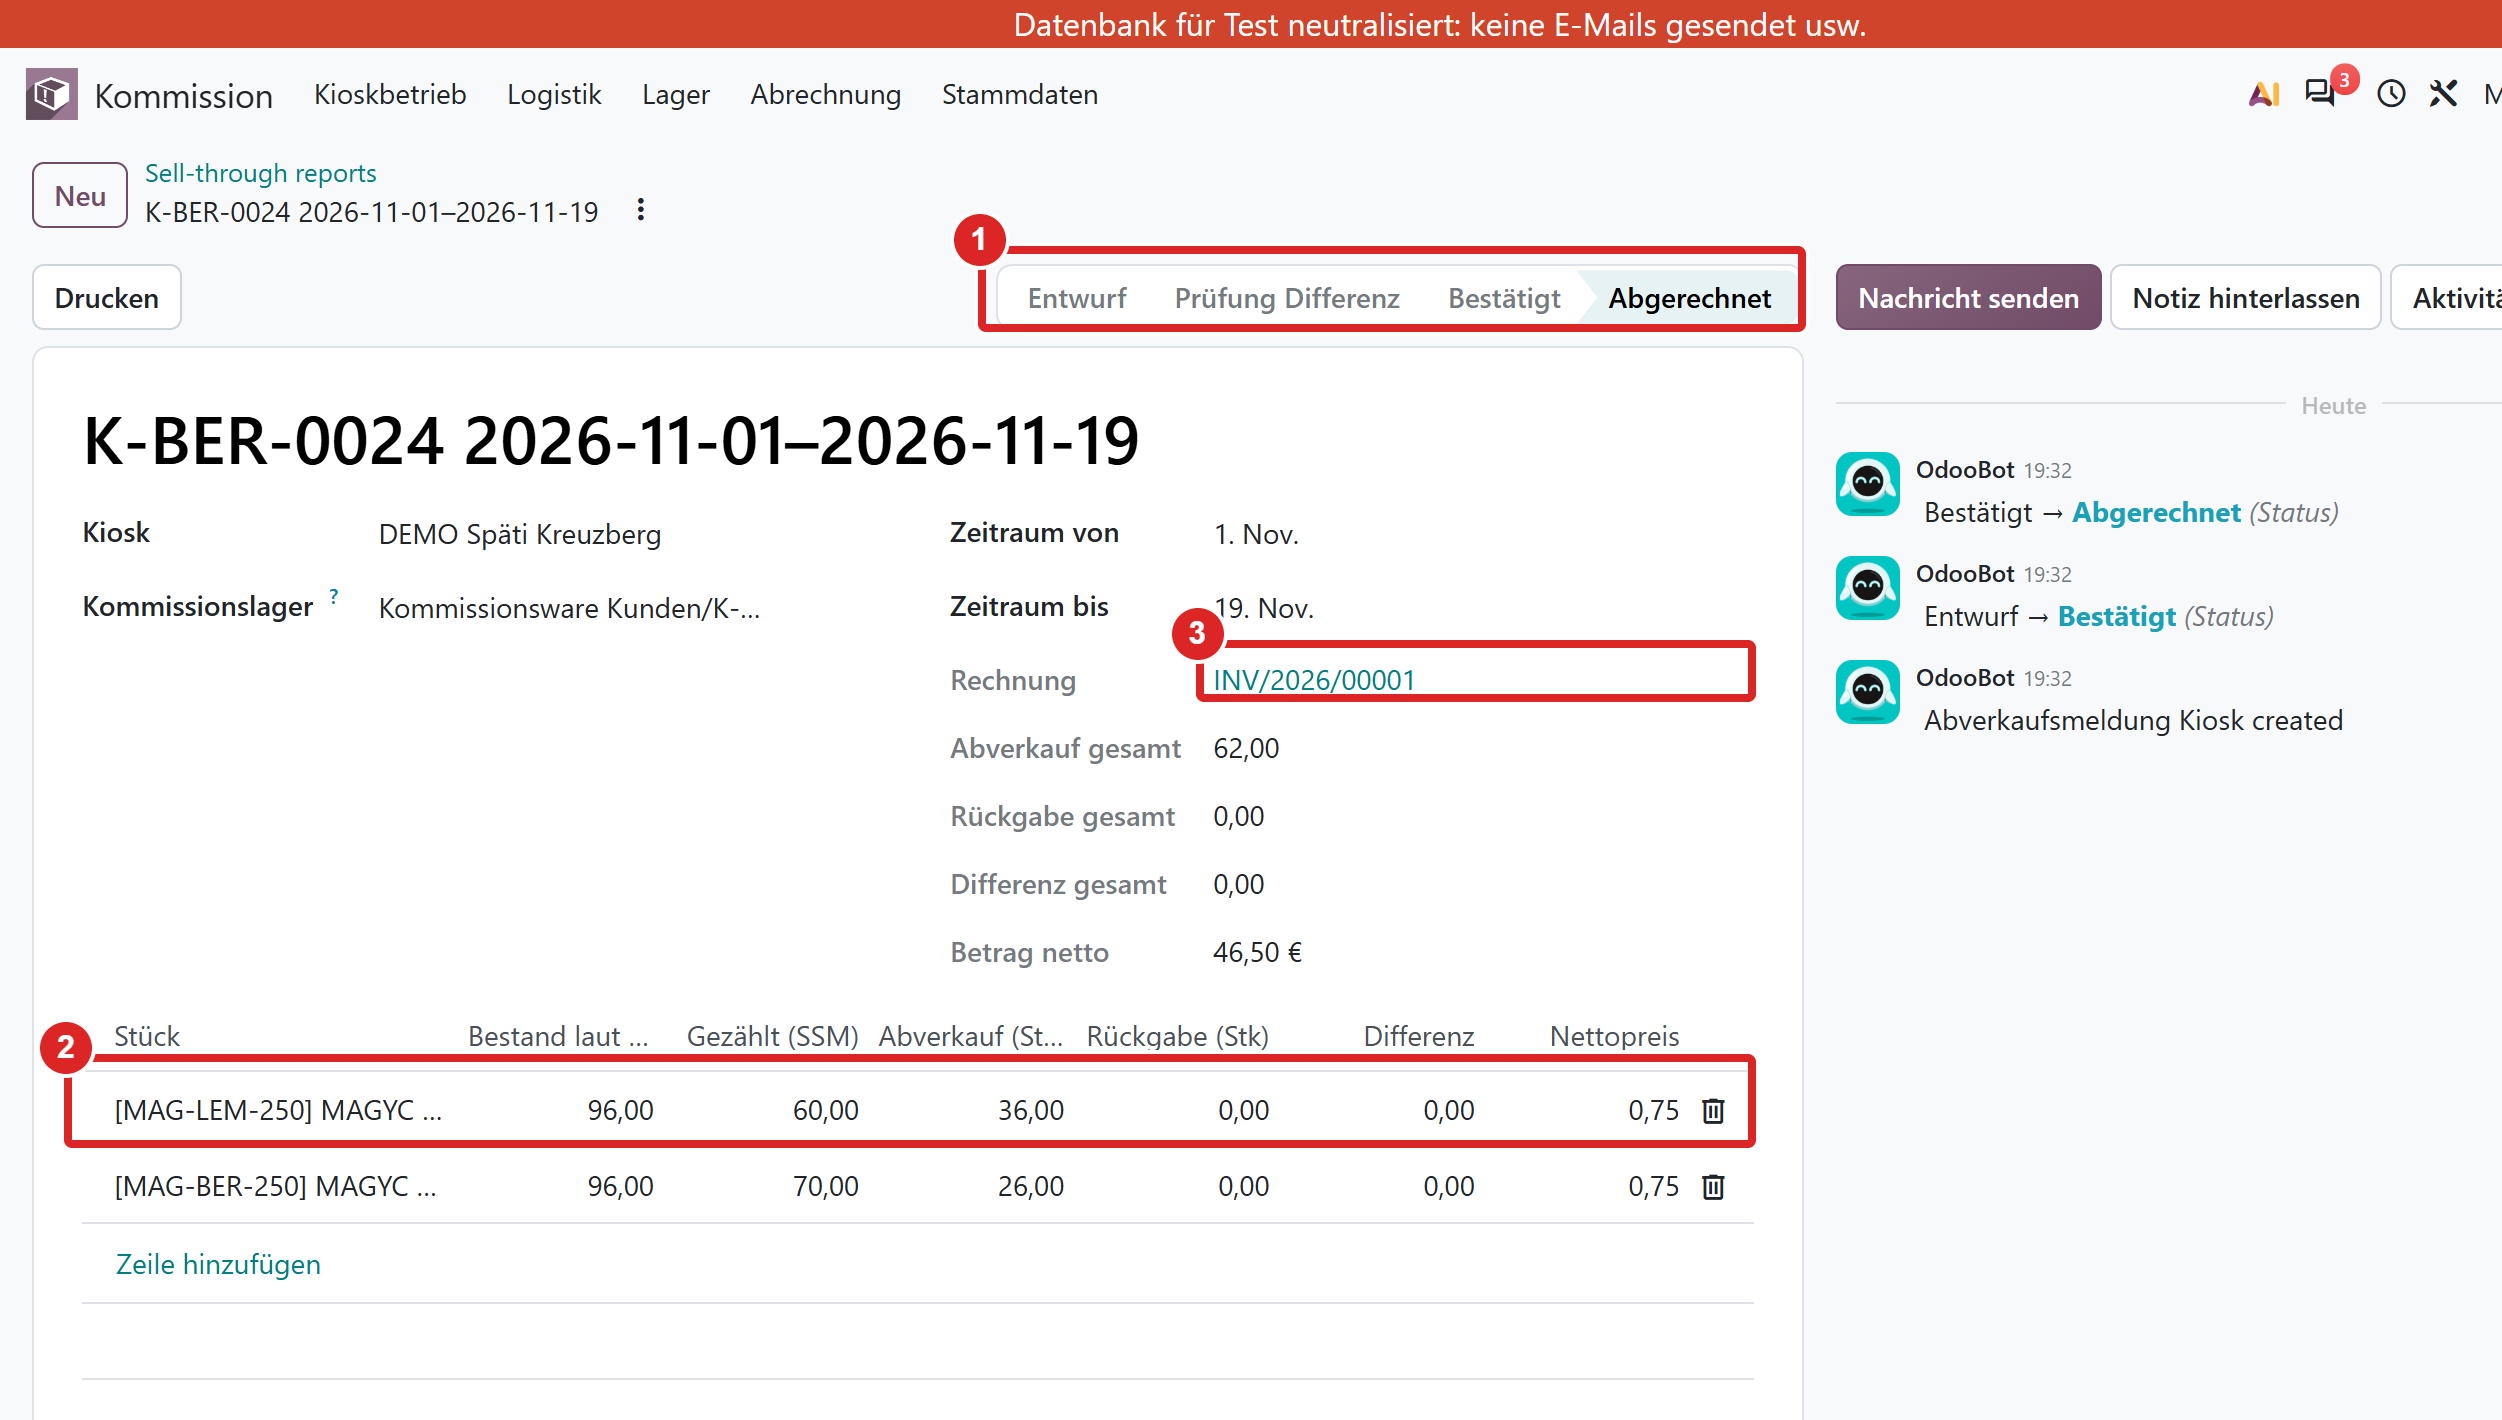 Datenbank für Test neutralisiert: keine E-Mails gesendet usw.
Kommission Kioskbetrieb Logistik Lager Abrechnung Stammdaten AI 3 M
Neu Sell-through reports
K-BER-0024 2026-11-01–2026-11-19
1
Drucken Entwurf Prüfung Differenz Bestätigt Abgerechnet Nachricht senden Notiz hinterlassen Aktivitä
K-BER-0024 2026-11-01–2026-11-19
Kiosk DEMO Späti Kreuzberg
Kommissionslager ? Kommissionsware Kunden/K-...
Zeitraum von 1. Nov.
Zeitraum bis 19. Nov.
3
Rechnung INV/2026/00001
Abverkauf gesamt 62,00
Rückgabe gesamt 0,00
Differenz gesamt 0,00
Betrag netto 46,50 €
2
Stück Bestand laut ... Gezählt (SSM) Abverkauf (St... Rückgabe (Stk) Differenz Nettopreis
[MAG-LEM-250] MAGYC ... 96,00 60,00 36,00 0,00 0,00 0,75
[MAG-BER-250] MAGYC ... 96,00 70,00 26,00 0,00 0,00 0,75
Zeile hinzufügen
Heute
OdooBot 19:32
Bestätigt → Abgerechnet (Status)
OdooBot 19:32
Entwurf → Bestätigt (Status)
OdooBot 19:32
Abverkaufsmeldung Kiosk created